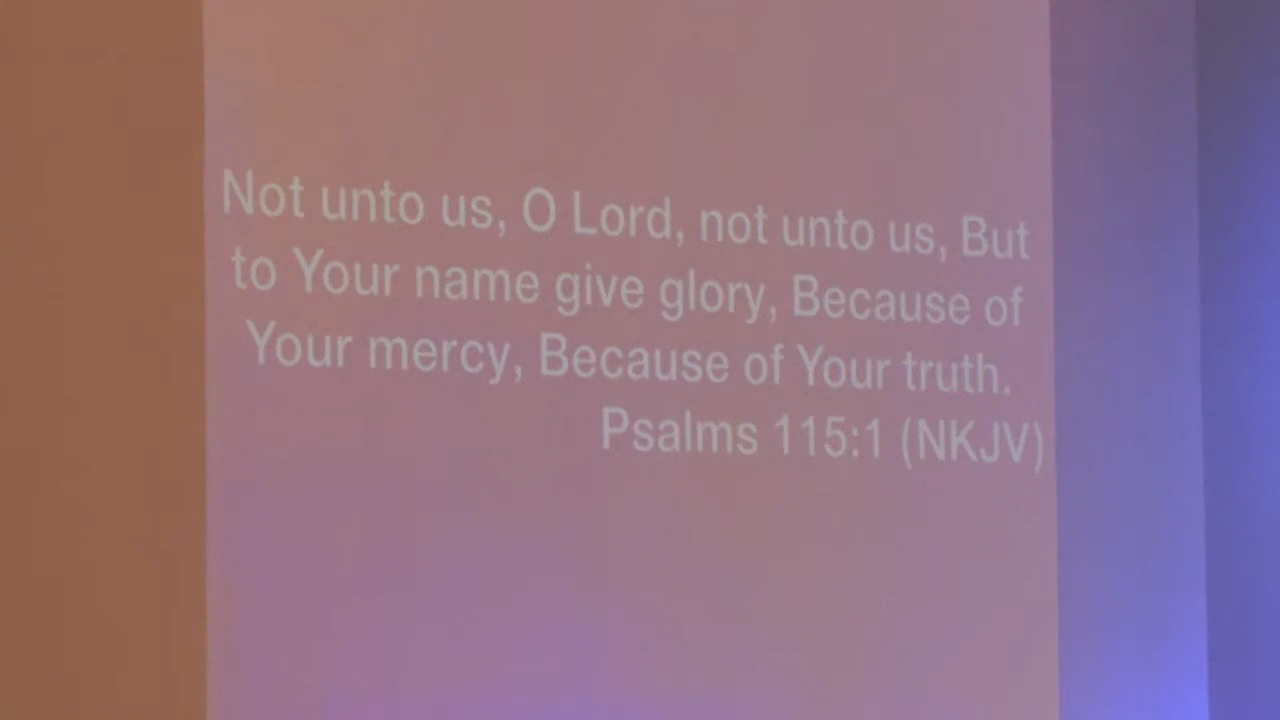 Not unto us, O Lord, not unto us, But
to Your name give glory, Because of
Your mercy, Because of Your truth.
Psalms 115:1 (NKJV)